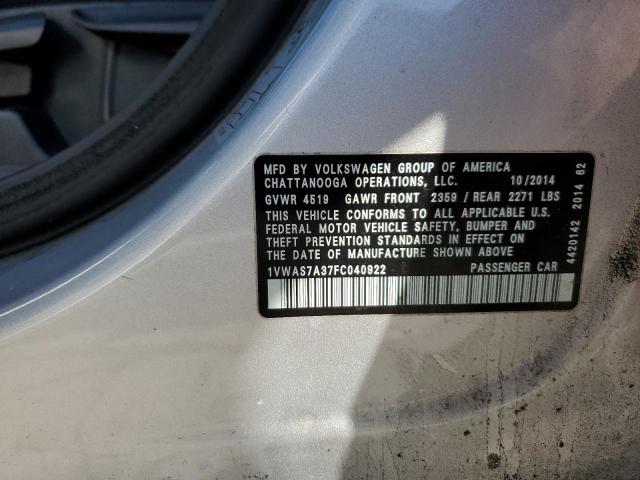 MFD BY VOLKSWAGEN GROUP OF AMERICA
CHATTANOOGA OPERATIONS, LLC. 10/2014
GVWR 4519 GAWR FRONT 2359 / REAR 2271 LBS
THIS VEHICLE CONFORMS TO ALL APPLICABLE U.S.
FEDERAL MOTOR VEHICLE SAFETY, BUMPER AND
THEFT PREVENTION STANDARDS IN EFFECT ON
THE DATE OF MANUFACTURE SHOWN ABOVE
1VWAS7A37FC040922 PASSENGER CAR
4420142 2014 62